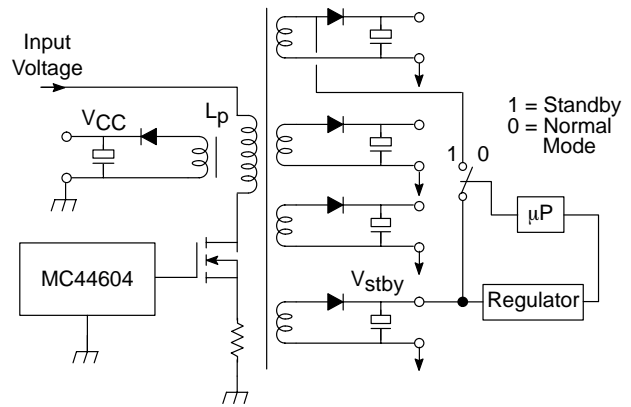 Input
Voltage
VCC
Lp
1 = Standby
0 = Normal
Mode
1 0
μP
MC44604
Vstby
Regulator